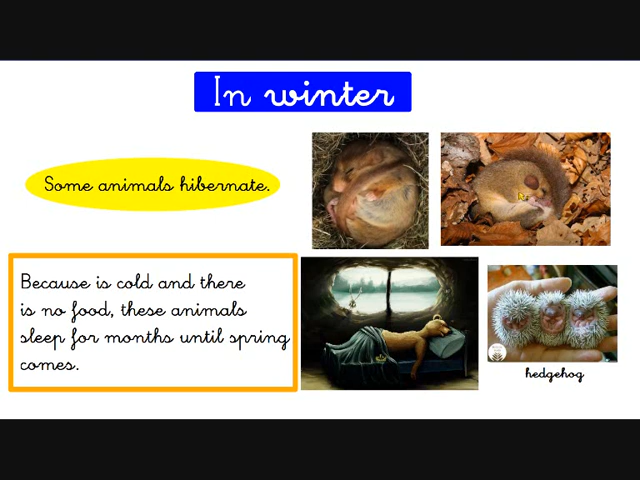 In winter
Some animals hibernate.
Because is cold and there
is no food, these animals
sleep for months until spring
comes.
hedgehog